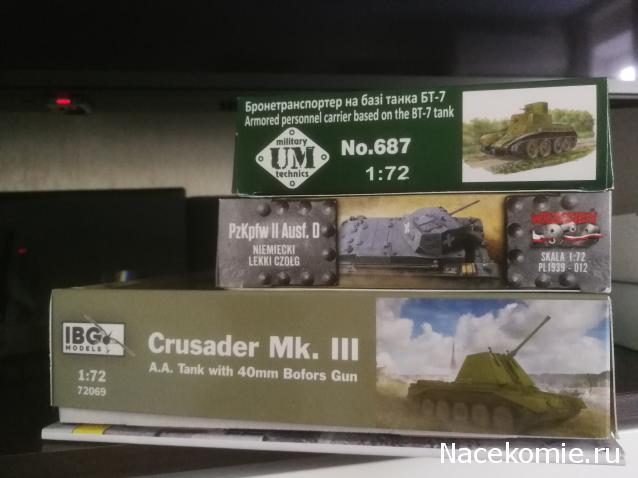 Бронетранспортер на базі танка БТ-7
Armored personnel carrier based on the BT-7 tank
military
UM
technics
No.687
1:72
PzKpfw II Ausf. D
NIEMIECKI
LEKKI CZOŁG
WRZESIEŃ
1939
SKALA 1:72
PL1939 - 012
IBG
MODELS
Crusader Mk. III
A.A. Tank with 40mm Bofors Gun
1:72
72069
Nacekomie.ru